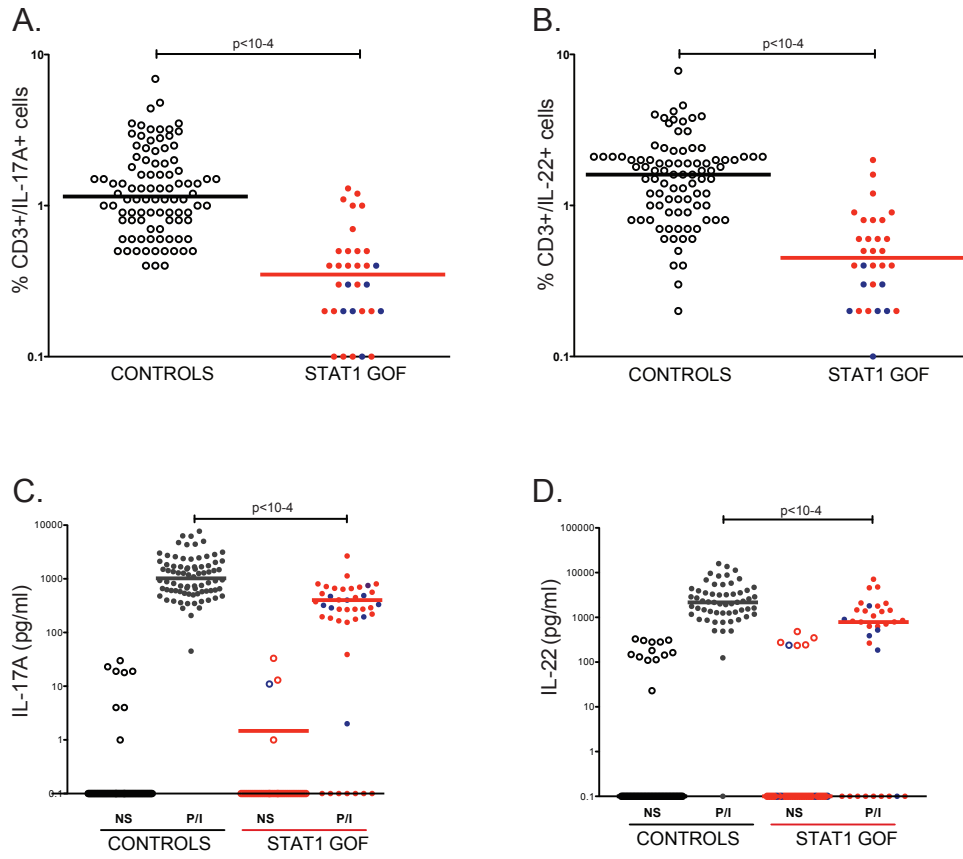 A.
p<10-4
% CD3+/IL-17A+ cells
10
1
0.1
CONTROLS
STAT1 GOF
B.
p<10-4
% CD3+/IL-22+ cells
10
1
0.1
CONTROLS
STAT1 GOF
C.
p<10-4
IL-17A (pg/ml)
10000
1000
100
10
1
0.1
NS
P/I
NS
P/I
CONTROLS
STAT1 GOF
D.
p<10-4
IL-22 (pg/ml)
100000
10000
1000
100
10
1
0.1
NS
P/I
NS
P/I
CONTROLS
STAT1 GOF